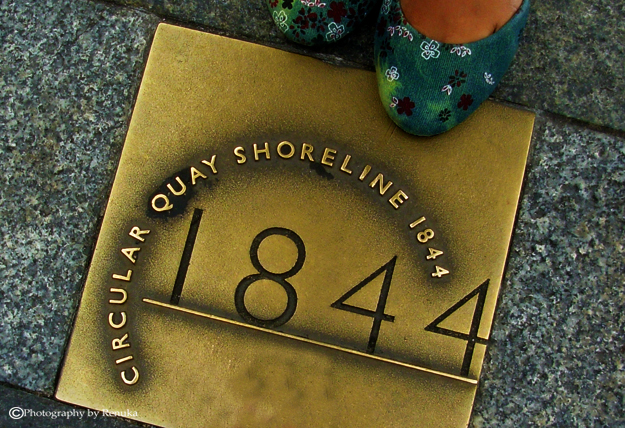 CIRCULAR QUAY SHORELINE 1844
1844
©Photography by Renuka